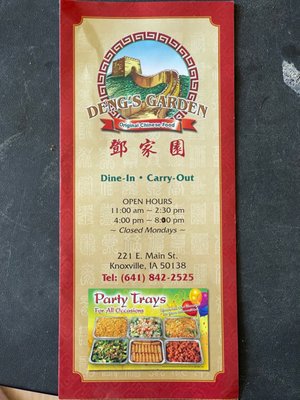 DENG'S GARDEN
Original Chinese Food
鄧家園
Dine-In • Carry-Out
OPEN HOURS
11:00 am ~ 2:30 pm
4:00 pm ~ 8:00 pm
~ Closed Mondays ~
221 E. Main St.
Knoxville, IA 50138
Tel: (641) 842-2525
Party Trays
For All Occasions